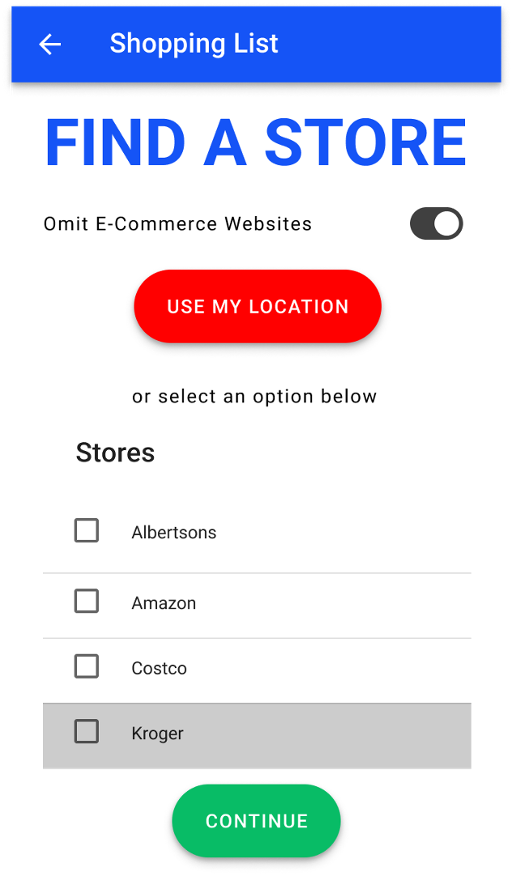 Shopping List
FIND A STORE
Omit E-Commerce Websites
USE MY LOCATION
or select an option below
Stores
Albertsons
Amazon
Costco
Kroger
CONTINUE